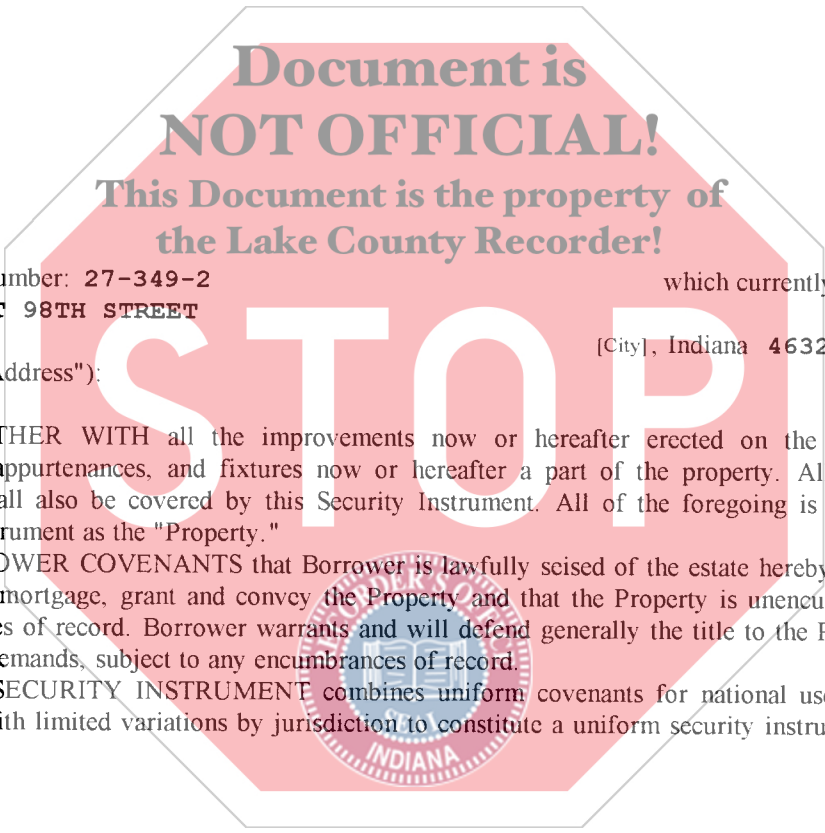 Document is
NOT OFFICIAL!
This Document is the property of
the Lake County Recorder!
umber: 27-349-2 which currently
98TH STREET
[City], Indiana 4632
ddress"):
STOP
THER WITH all the improvements now or hereafter erected on the
appurtenances, and fixtures now or hereafter a part of the property. Al
all also be covered by this Security Instrument. All of the foregoing is
rument as the "Property."
OWER COVENANTS that Borrower is lawfully seised of the estate hereby
mortgage, grant and convey the Property and that the Property is unencu
es of record. Borrower warrants and will defend generally the title to the
emands, subject to any encumbrances of record.
SECURITY INSTRUMENT combines uniform covenants for national us
ith limited variations by jurisdiction to constitute a uniform security instru
SEAL
INDIANA